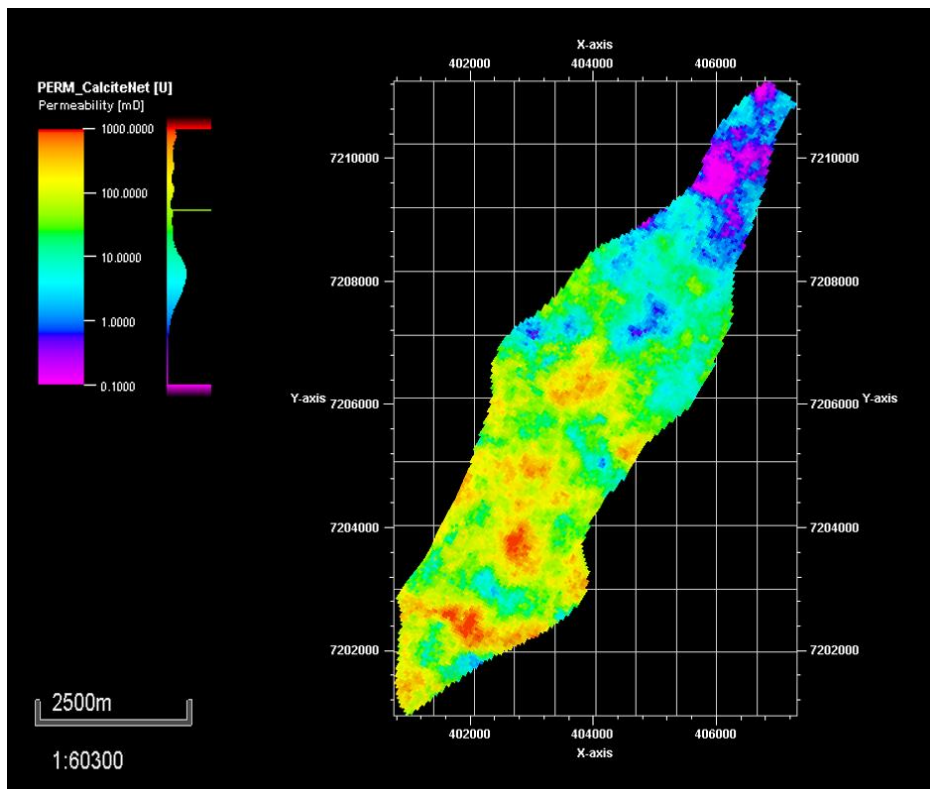 X-axis
402000 404000 406000
PERM_CalciteNet [U]
Permeability [mD]
1000.0000
100.0000
10.0000
1.0000
0.1000
7210000 7210000
7208000 7208000
Y-axis 7206000 7206000 Y-axis
7204000 7204000
7202000 7202000
402000 404000 406000
X-axis
2500m
1:60300